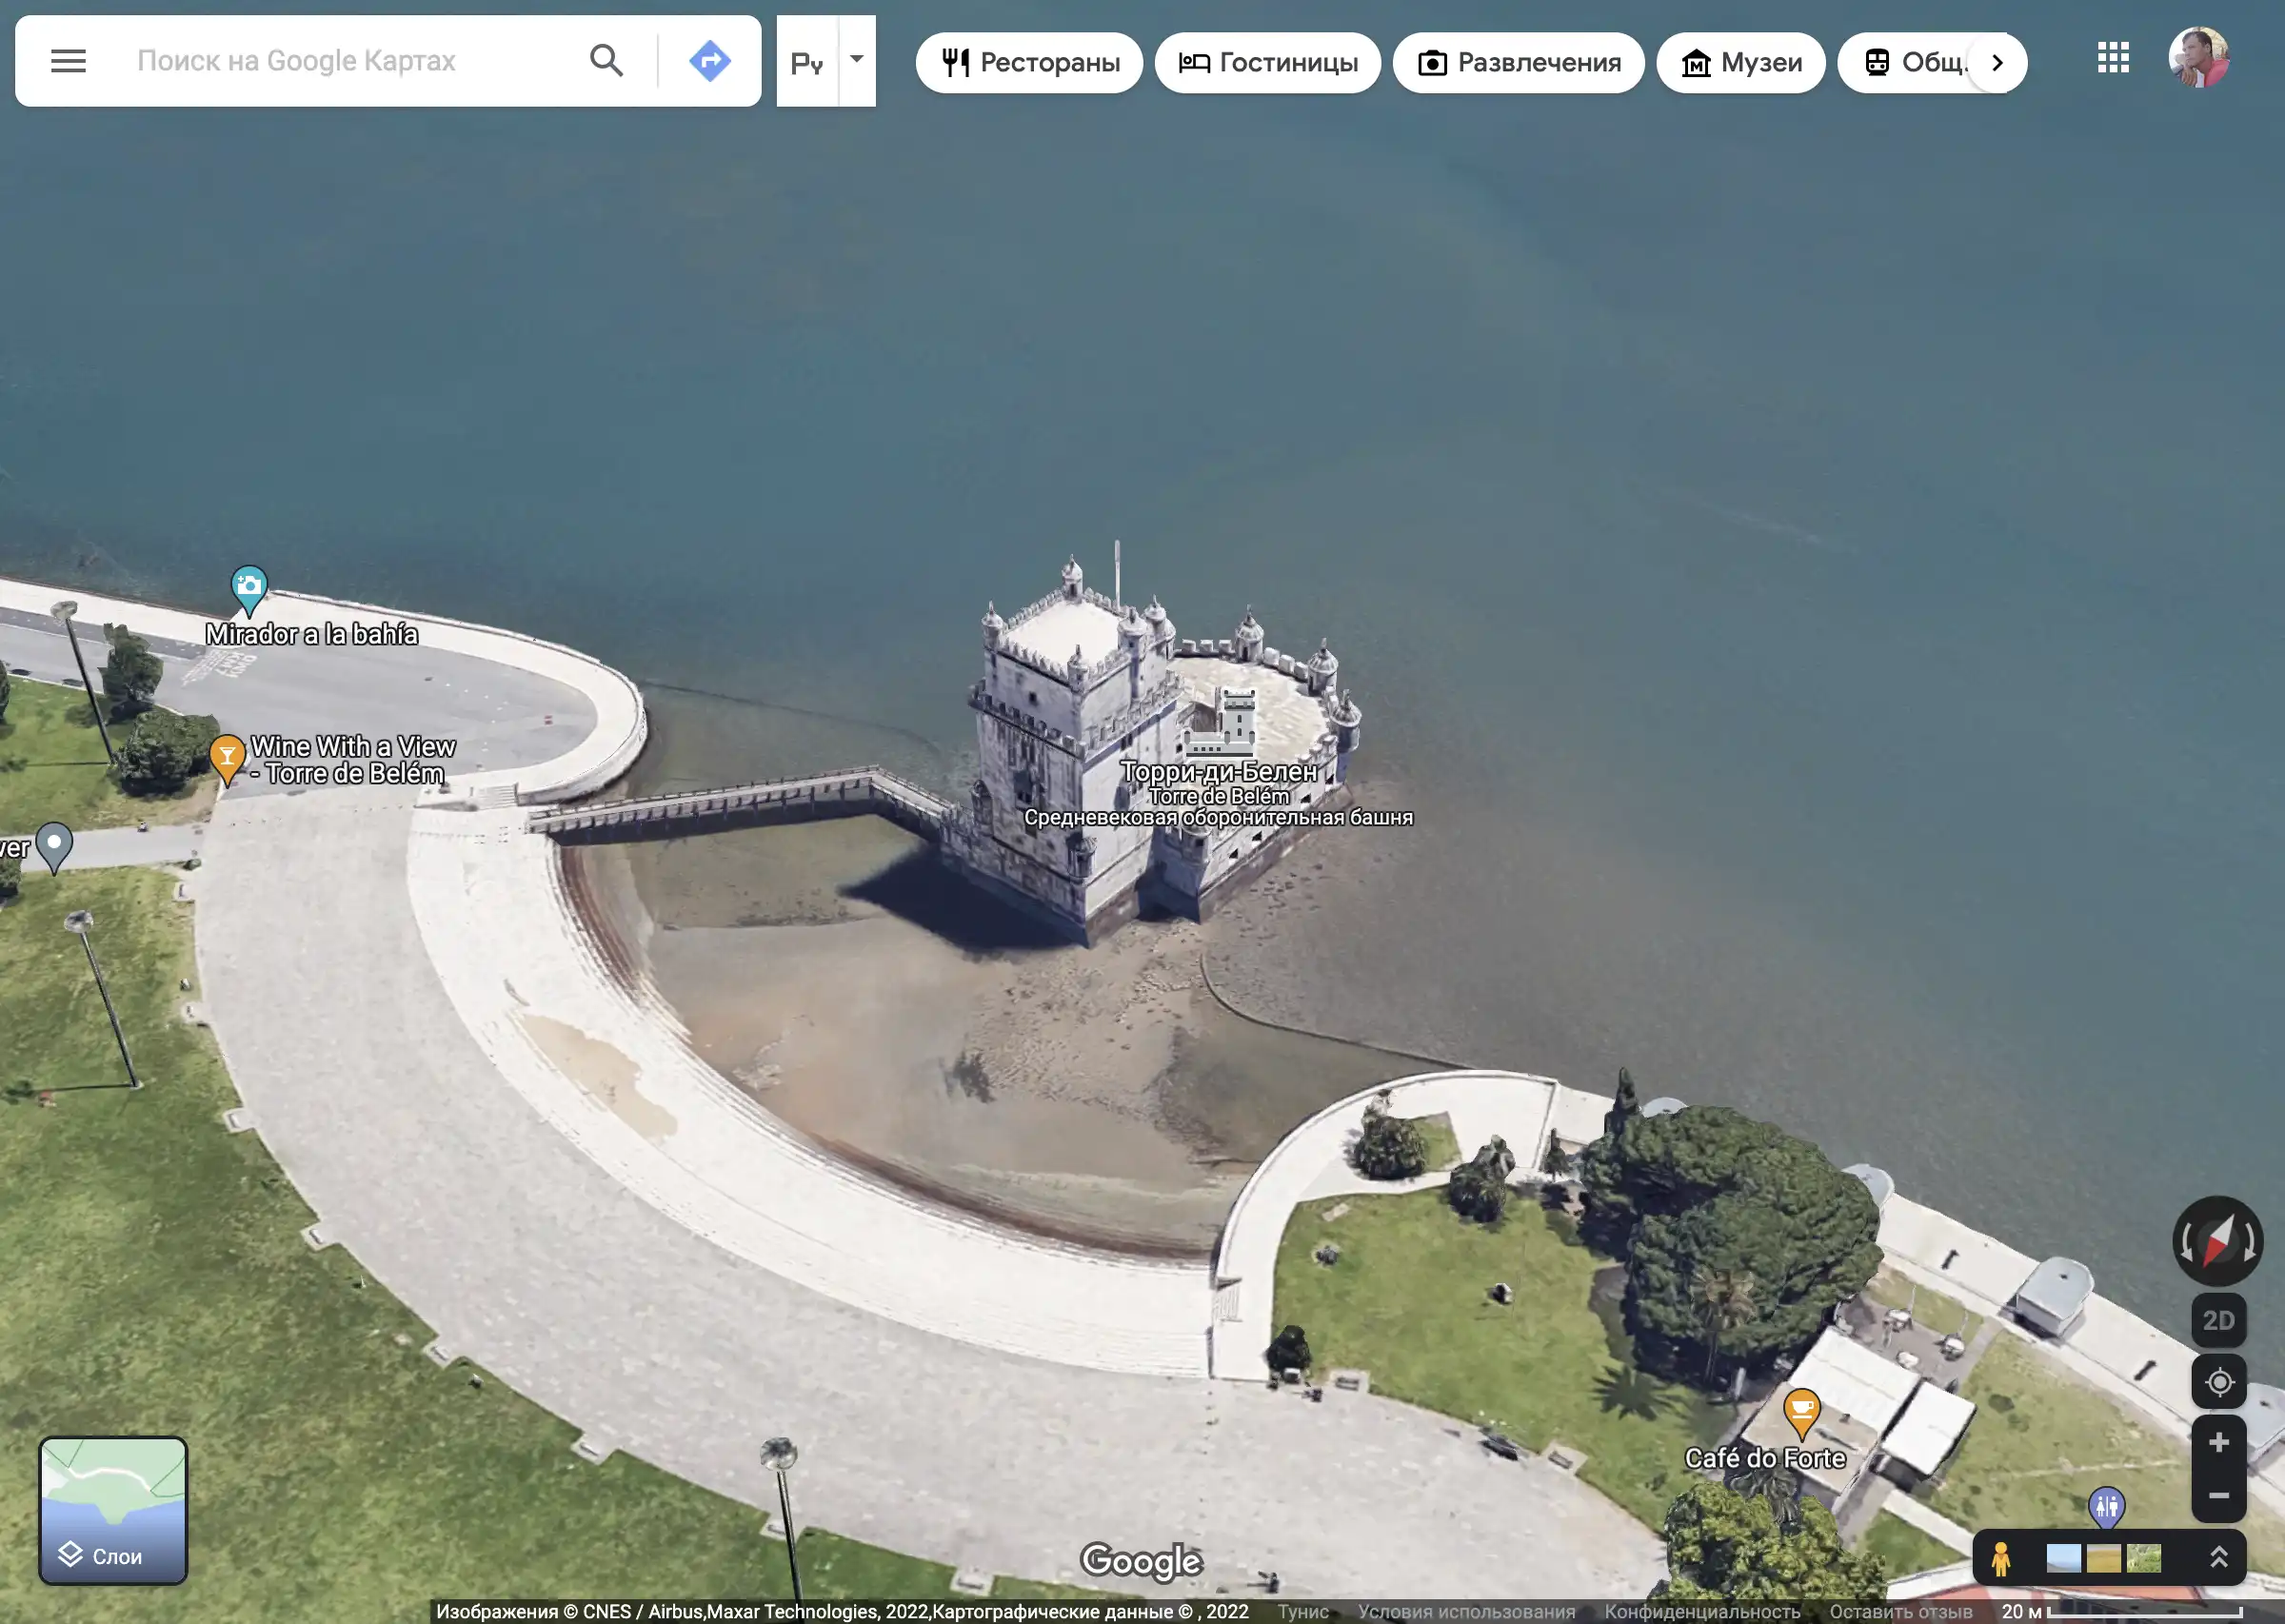 Поиск на Google Картах
Ру
Рестораны
Гостиницы
Развлечения
Музеи
Общ.
Mirador a la bahía
Wine With a View
- Torre de Belém
ver
Торри-ди-Белен
Torre de Belém
Средневековая оборонительная башня
Café do Forte
2D
Слои
Google
Изображения © CNES / Airbus,Maxar Technologies, 2022,Картографические данные © , 2022 Тунис Условия использования Конфиденциальность Оставить отзыв 20 м